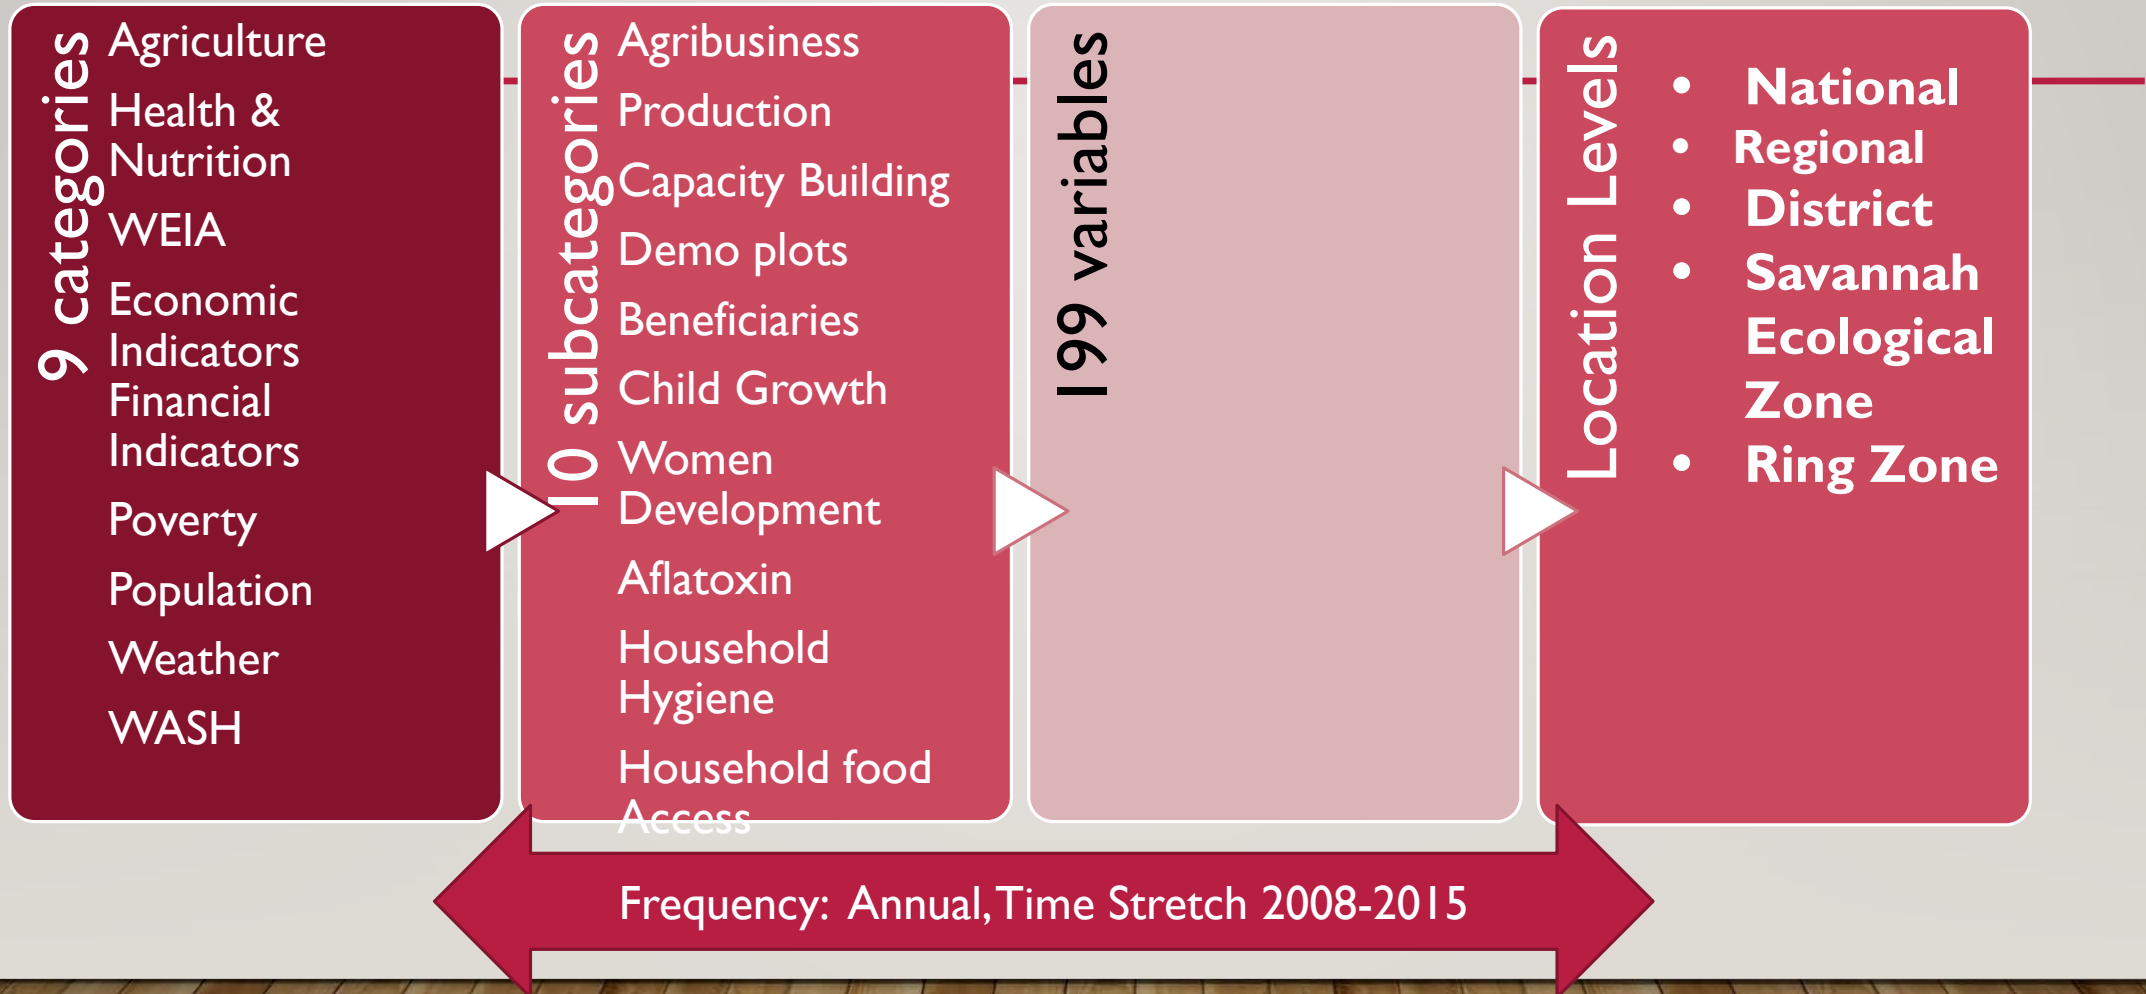 9 categories
Agriculture
Health &
Nutrition
WEIA
Economic
Indicators
Financial
Indicators
Poverty
Population
Weather
WASH
10 subcategories
Agribusiness
Production
Capacity Building
Demo plots
Beneficiaries
Child Growth
Women
Development
Aflatoxin
Household
Hygiene
Household food
Access
199 variables
Location Levels
• National
• Regional
• District
• Savannah
Ecological
Zone
• Ring Zone
Frequency: Annual, Time Stretch 2008-2015